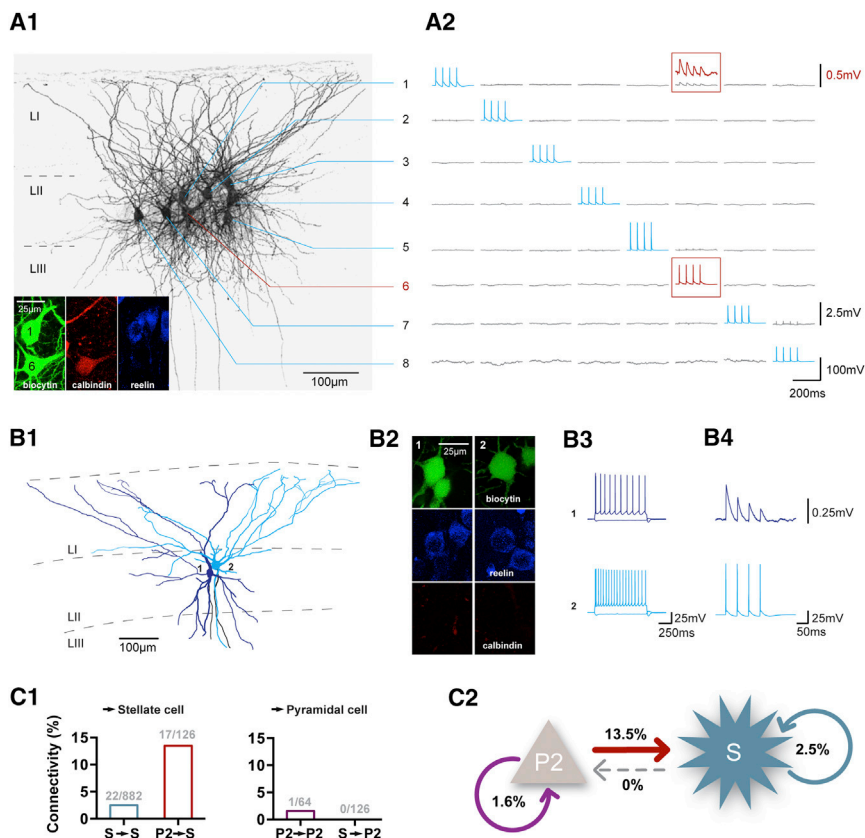 A1
LI
LII
LIII
25µm
1
6
biocytin
calbindin
reelin
100µm
1
2
3
4
5
6
7
8
A2
0.5mV
2.5mV
100mV
200ms
B1
LI
1
2
LII
100µm
LIII
B2
1
25µm
2
biocytin
reelin
calbindin
B3
1
2
25mV
250ms
B4
0.25mV
25mV
50ms
C1
Connectivity (%)
➨ Stellate cell
15
10
5
0
22/882
17/126
S➨S
P2➨S
➨ Pyramidal cell
15
10
5
0
1/64
0/126
P2➨P2
S➨P2
C2
P2
1.6%
13.5%
0%
S
2.5%